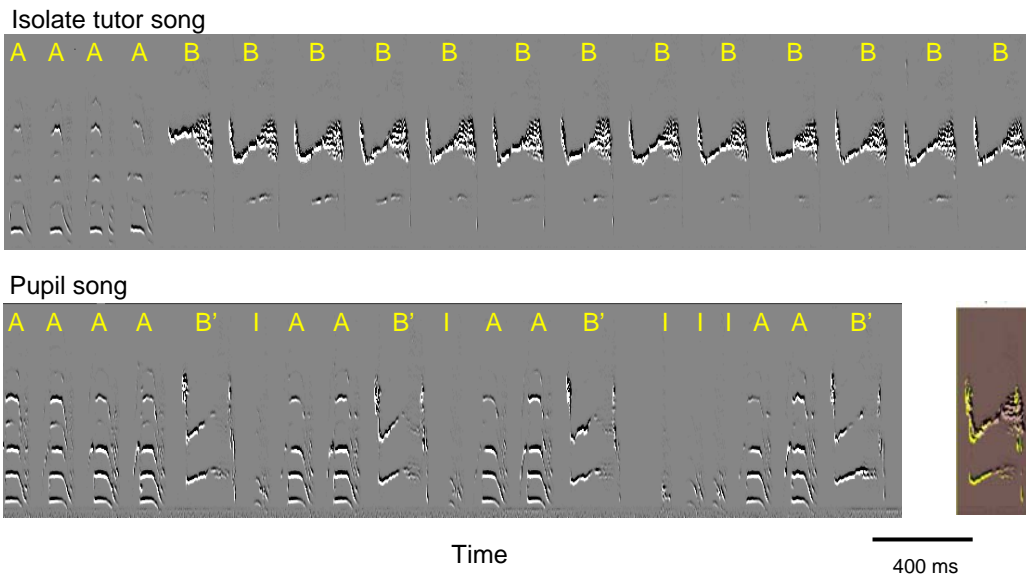 Isolate tutor song
A A A A B B B B B B B B B B B B B
Pupil song
A A A A B’ I A A B’ I A A B’ I I I A A B’
Time
400 ms